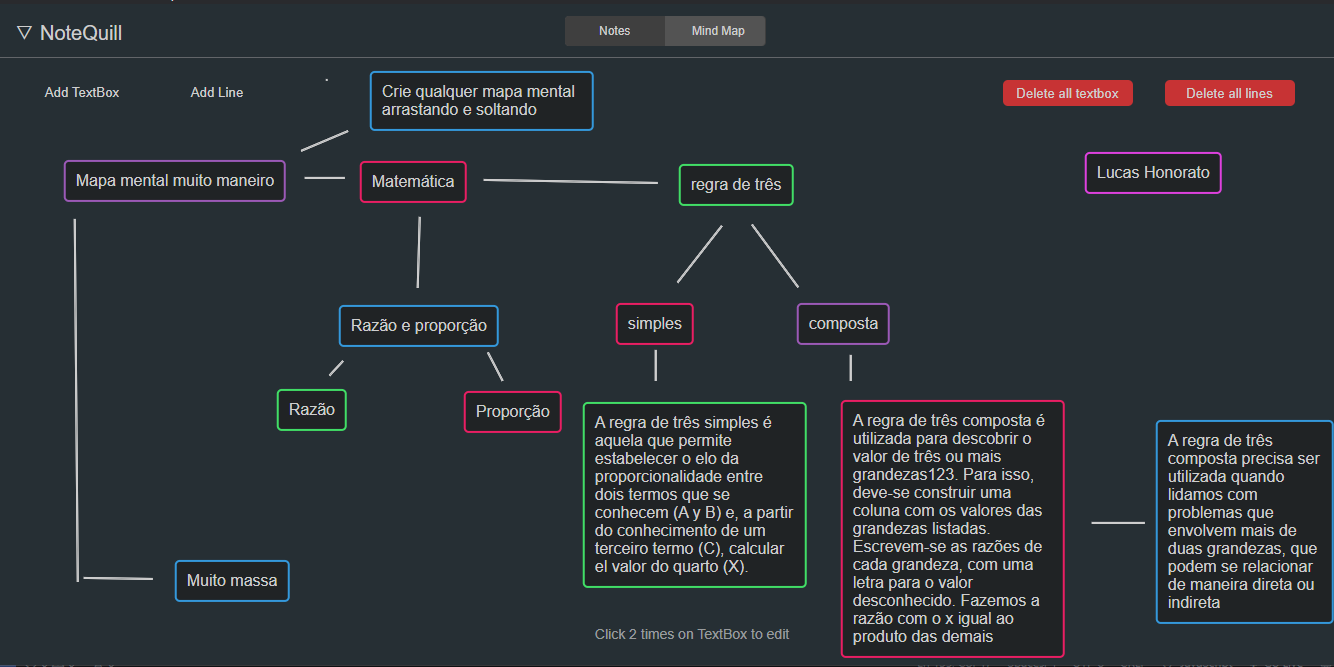 ▽ NoteQuill
Notes
Mind Map
Add TextBox
Add Line
Crie qualquer mapa mental
arrastando e soltando
Delete all textbox
Delete all lines
Mapa mental muito maneiro
Matemática
regra de três
Lucas Honorato
Razão e proporção
simples
composta
Razão
Proporção
A regra de três simples é
aquela que permite
estabelecer o elo da
proporcionalidade entre
dois termos que se
conhecem (A y B) e, a partir
do conhecimento de um
terceiro termo (C), calcular
el valor do quarto (X).
A regra de três composta é
utilizada para descobrir o
valor de três ou mais
grandezas123. Para isso,
deve-se construir uma
coluna com os valores das
grandezas listadas.
Escrevem-se as razões de
cada grandeza, com uma
letra para o valor
desconhecido. Fazemos a
razão com o x igual ao
produto das demais
A regra de três
composta precisa ser
utilizada quando
lidamos com
problemas que
envolvem mais de
duas grandezas, que
podem se relacionar
de maneira direta ou
indireta
Muito massa
Click 2 times on TextBox to edit